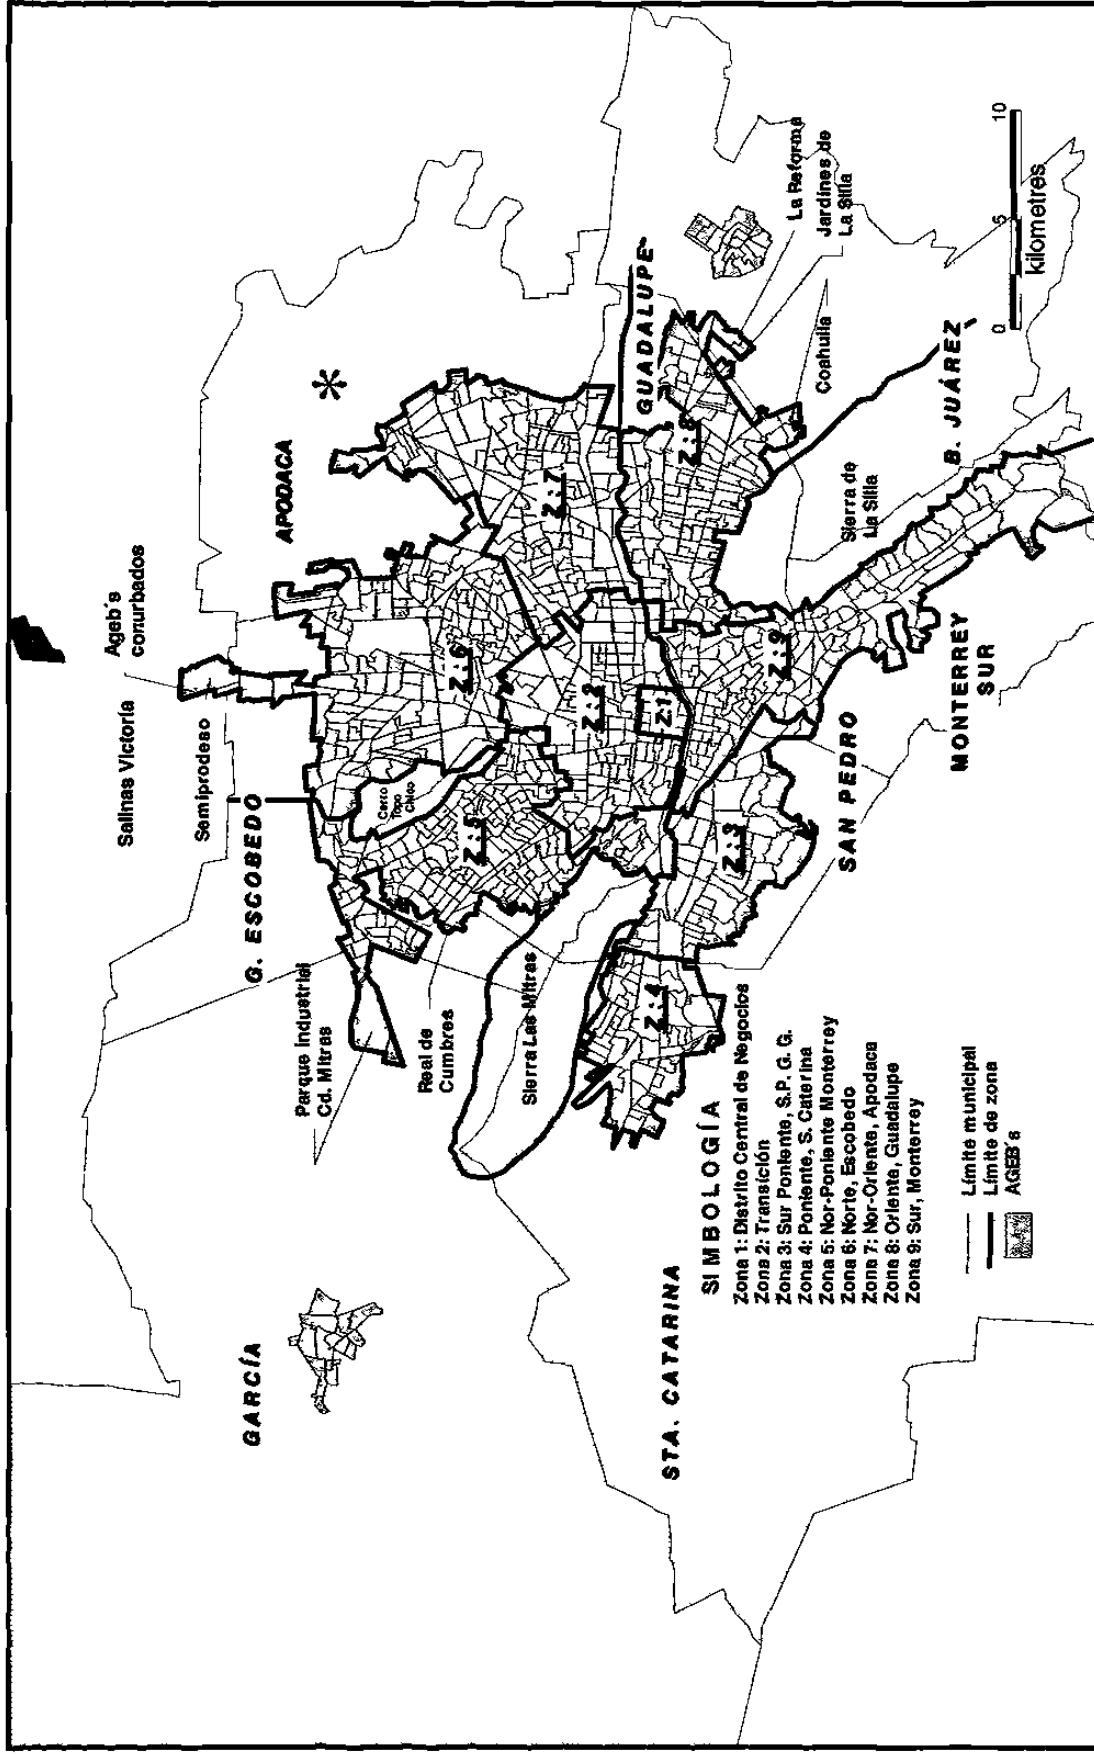 Salinas Victoria
Ageb´s
conurbados
Semiprodeso
G. ESCOBEDO
APODACA
*
GARCÍA
Parque Industrial
Cd. Mitras
Cerro
Topo
Chico
Real de
Cumbres
Sierra Las Mitras
Z : 6
Z : 7
Z : 5
Z : 2
Z:1
Z : 8
Z : 4
Z : 3
Z : 9
GUADALUPE
La Reforma
Jardines de
La Silla
Coahuila
Sierra de
La Silla
B. JUÁREZ
SAN PEDRO
MONTERREY
SUR
STA. CATARINA
SIMBOLOGÍA
Zona 1: Distrito Central de Negocios
Zona 2: Transición
Zona 3: Sur Poniente, S.P. G. G.
Zona 4: Poniente, S. Caterina
Zona 5: Nor-Poniente Monterrey
Zona 6: Norte, Escobedo
Zona 7: Nor-Oriente, Apodaca
Zona 8: Oriente, Guadalupe
Zona 9: Sur, Monterrey
Límite municipal
Límite de zona
AGEB´s
0 5 10
kilometres